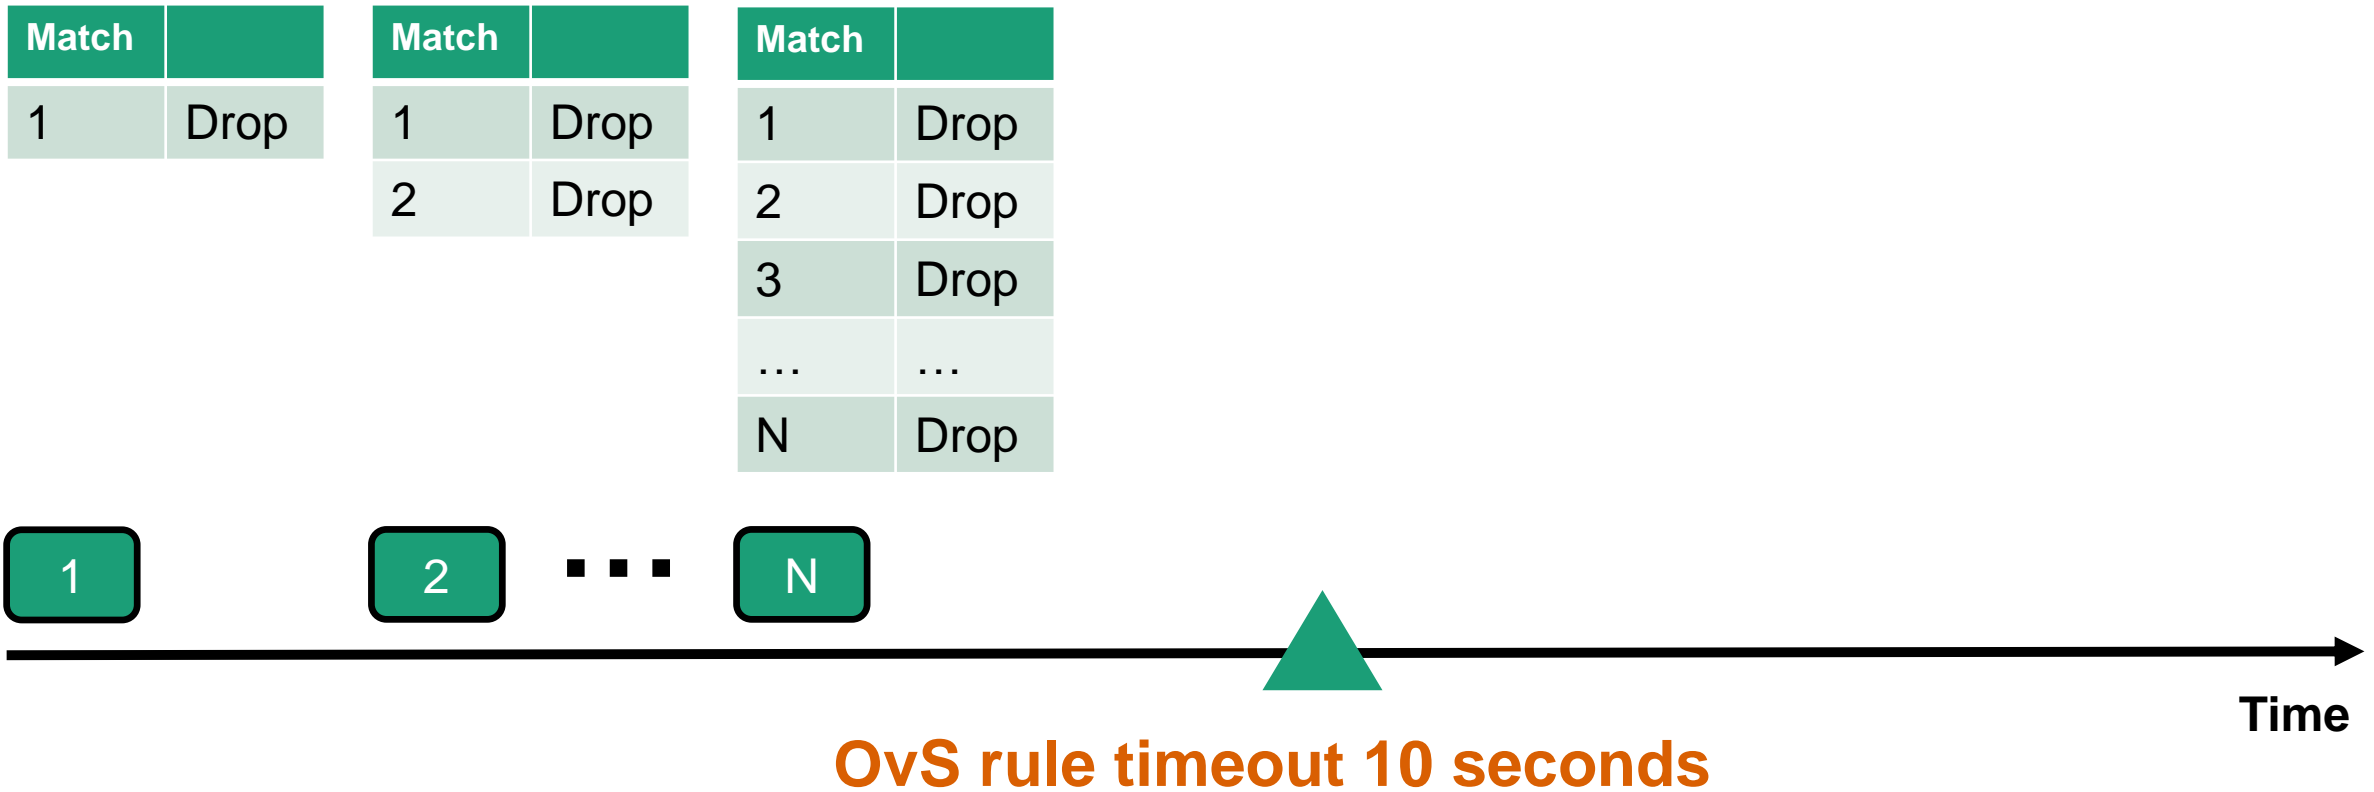 Match
1 Drop
Match
1 Drop
2 Drop
Match
1 Drop
2 Drop
3 Drop
… …
N Drop
1 2 ... N
Time
OvS rule timeout 10 seconds